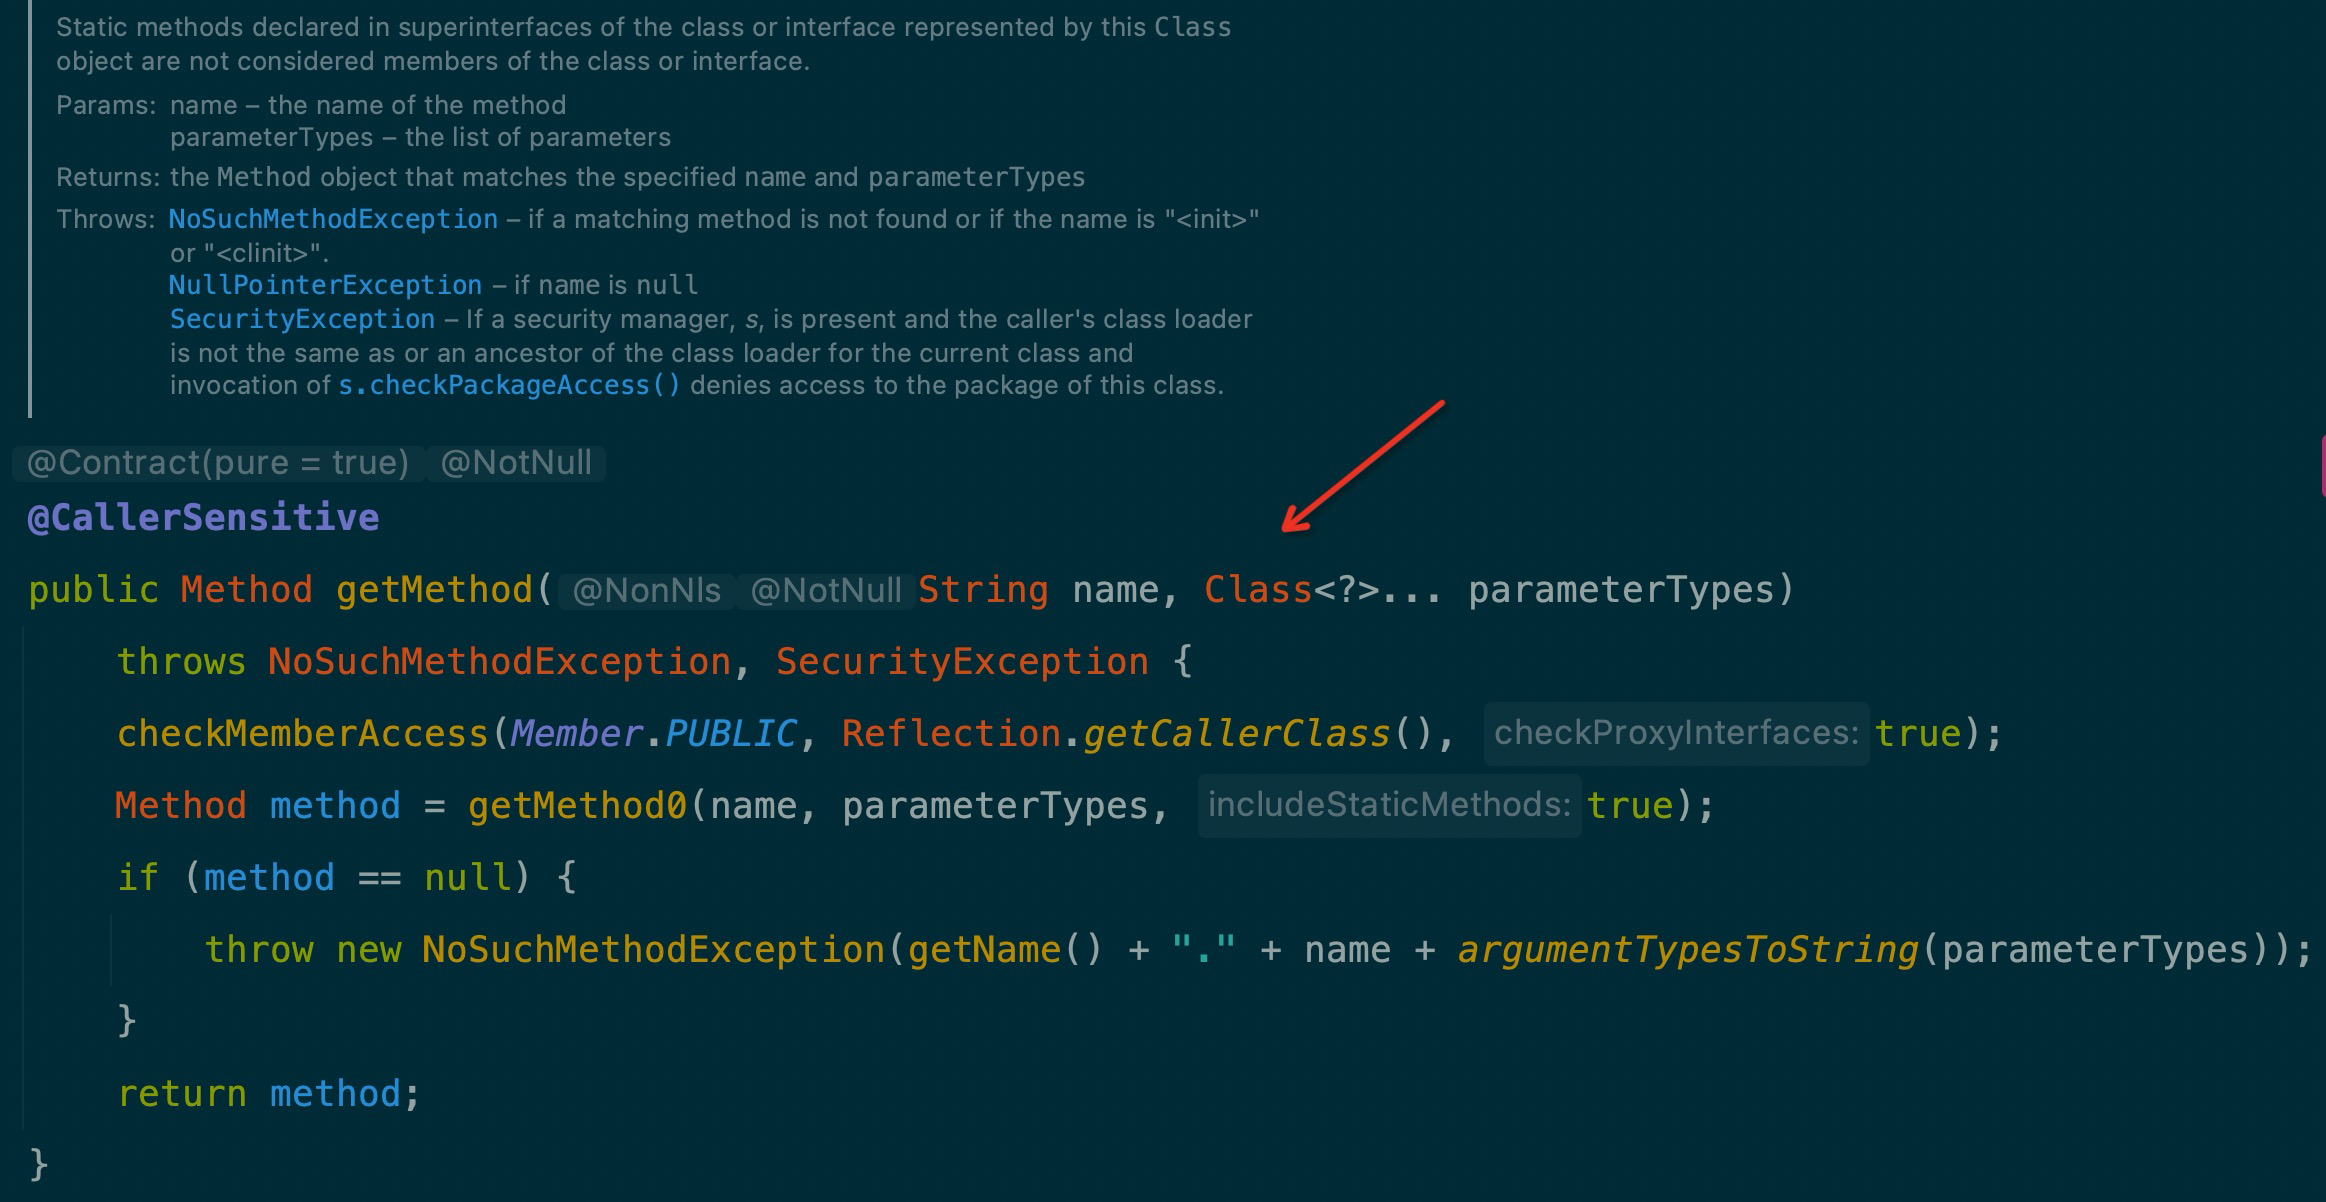 Static methods declared in superinterfaces of the class or interface represented by this Class
object are not considered members of the class or interface.
Params: name – the name of the method
parameterTypes – the list of parameters
Returns: the Method object that matches the specified name and parameterTypes
Throws: NoSuchMethodException – if a matching method is not found or if the name is "<init>"
or "<clinit>".
NullPointerException – if name is null
SecurityException – If a security manager, s, is present and the caller's class loader
is not the same as or an ancestor of the class loader for the current class and
invocation of s.checkPackageAccess() denies access to the package of this class.
@Contract(pure = true) @NotNull
@CallerSensitive
public Method getMethod( @NonNls @NotNull String name, Class<?>... parameterTypes)
throws NoSuchMethodException, SecurityException {
checkMemberAccess(Member.PUBLIC, Reflection.getCallerClass(), checkProxyInterfaces: true);
Method method = getMethod0(name, parameterTypes, includeStaticMethods: true);
if (method == null) {
throw new NoSuchMethodException(getName() + "." + name + argumentTypesToString(parameterTypes));
}
return method;
}